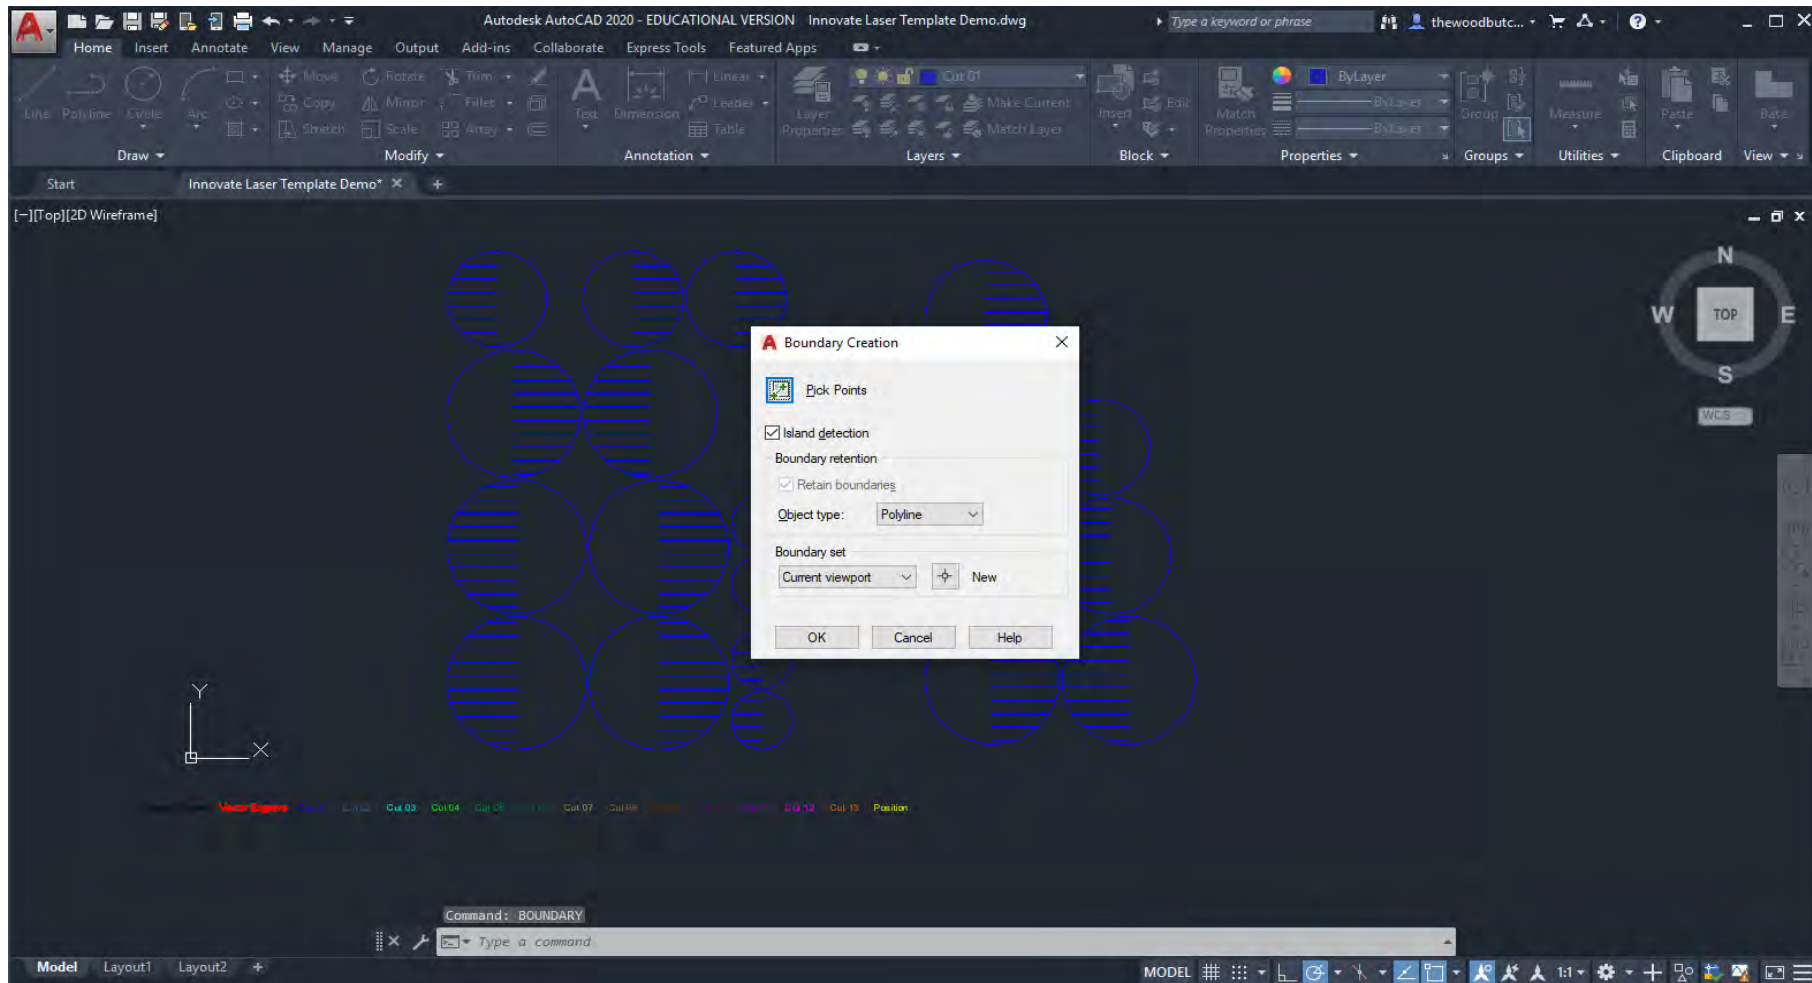 Autodesk AutoCAD 2020 - EDUCATIONAL VERSION Innovate Laser Template Demo.dwg
Type a keyword or phrase
thewoodbutc...
Home Insert Annotate View Manage Output Add-ins Collaborate Express Tools Featured Apps
Move Rotate Trim Linear Cut 01 ByLayer
Copy Mirror Fillet Leader Make Current Edit ByLayer
Line Polyline Circle Arc Text Dimension Layer Insert Match Group Measure Paste Base
Stretch Scale Array Table Properties Match Layer Properties ByLayer
Draw Modify Annotation Layers Block Properties Groups Utilities Clipboard View
Start Innovate Laser Template Demo* +
[−][Top][2D Wireframe]
N
W TOP E
S
WCS
Boundary Creation
Pick Points
Island detection
Boundary retention
Retain boundaries
Object type: Polyline
Boundary set
Current viewport New
OK Cancel Help
Y
X
Vector Engrave Cut 03 Cut 04 Cut 07 Cut 12 Cut 13 Position
Command: BOUNDARY
Type a command
Model Layout1 Layout2 +
MODEL 1:1